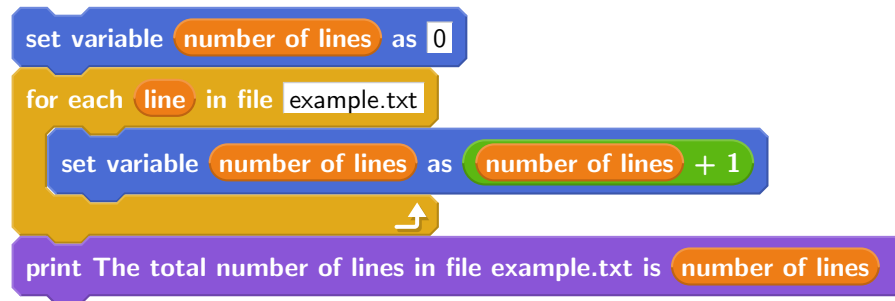 set variable number of lines as 0
for each line in file example.txt
set variable number of lines as number of lines + 1
print The total number of lines in file example.txt is number of lines